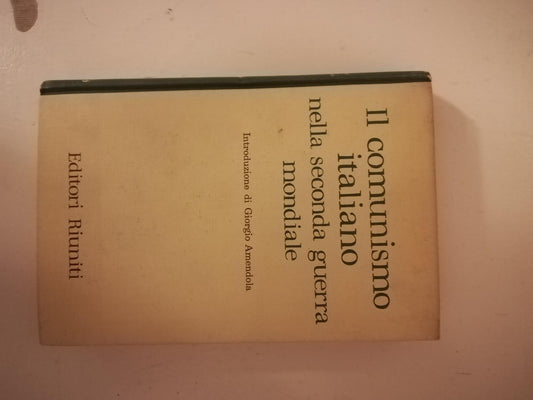 Il comunismo
italiano
nella seconda guerra
mondiale
Introduzione di Giorgio Amendola
Editori Riuniti